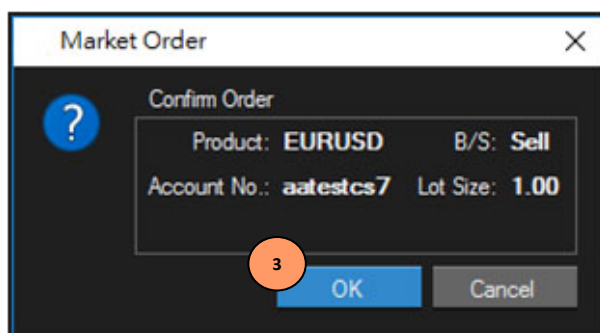 Market Order
?
Confirm Order
Product: EURUSD B/S: Sell
Account No.: aatestcs7 Lot Size: 1.00
3
OK Cancel